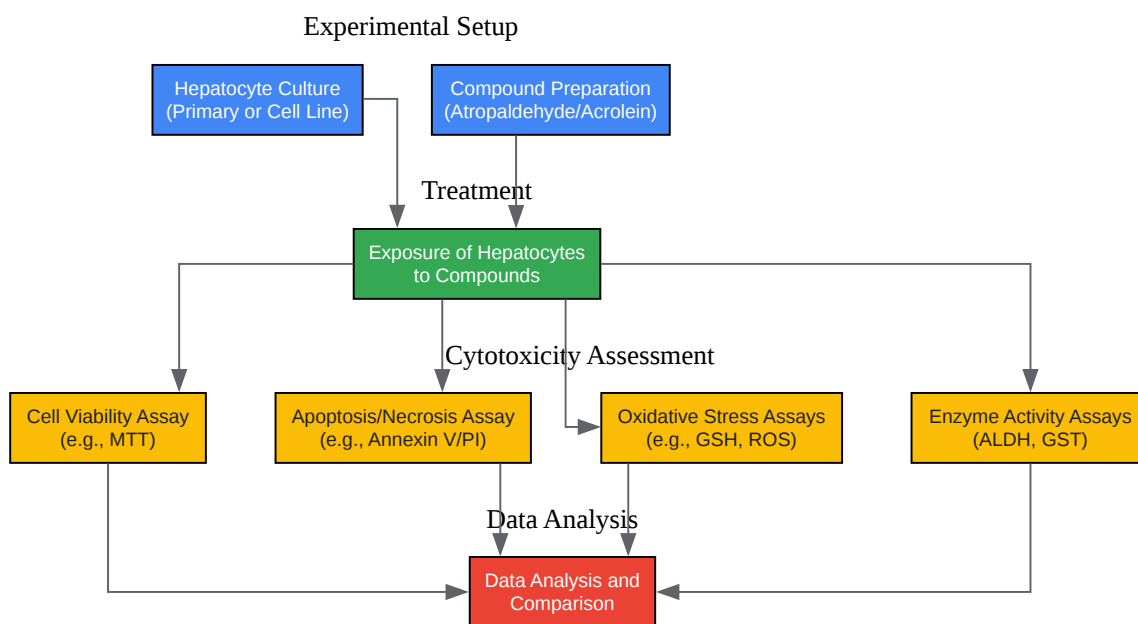 Experimental Setup
Hepatocyte Culture
(Primary or Cell Line)
Compound Preparation
(Atropaldehyde/Acrolein)
Treatment
Exposure of Hepatocytes
to Compounds
Cytotoxicity Assessment
Cell Viability Assay
(e.g., MTT)
Apoptosis/Necrosis Assay
(e.g., Annexin V/PI)
Oxidative Stress Assays
(e.g., GSH, ROS)
Enzyme Activity Assays
(ALDH, GST)
Data Analysis
Data Analysis and
Comparison